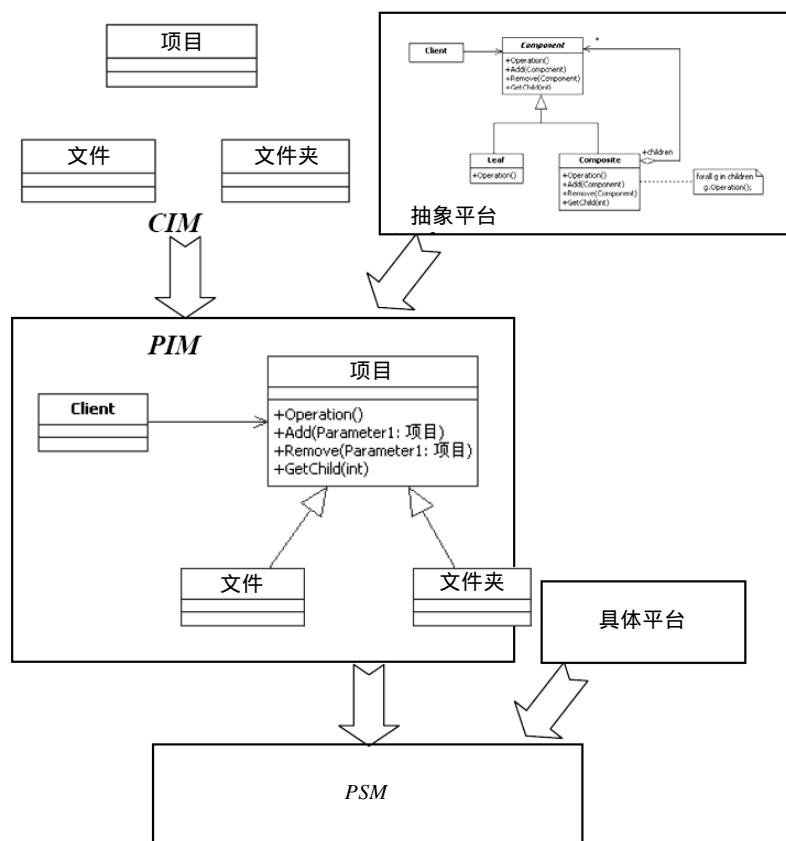 项目
文件
文件夹
CIM
Client
Component
+Operation()
+Add(Component)
+Remove(Component)
+GetChild(int)
*
+children
Leaf
+Operation()
Composite
+Operation()
+Add(Component)
+Remove(Component)
+GetChild(int)
forall g in children
g.Operation();
抽象平台
PIM
Client
项目
+Operation()
+Add(Parameter1: 项目)
+Remove(Parameter1: 项目)
+GetChild(int)
文件
文件夹
具体平台
PSM